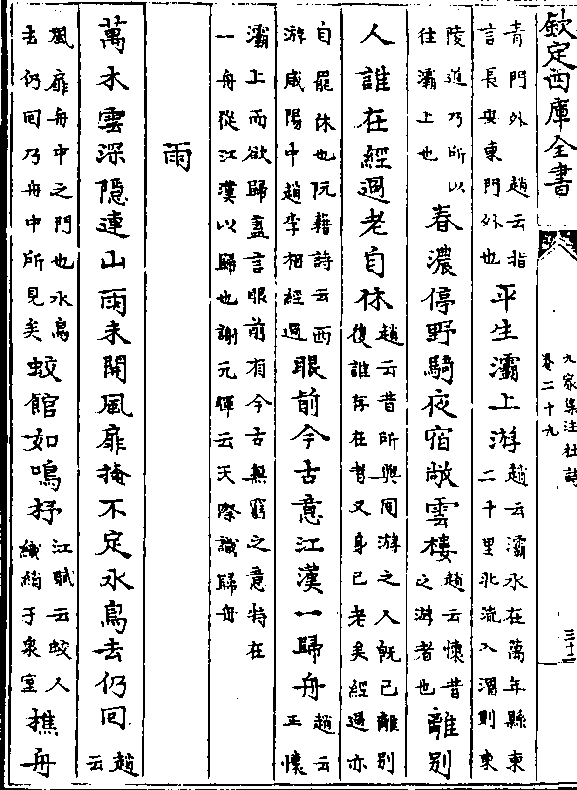 欽定四庫全書
九家集注杜詩
卷二十九
青門外　趙云指
言長安東門外也
平生灞上游
趙云灞水在萬年縣東
二十里北流入渭則東
陵道乃所以
往灞上也
春濃停野騎夜宿敞雲樓
趙云懷昔
之游者也
離別
人誰在經過老自休
趙云昔所與同游之人既已離別
復誰存在者又身已老矣經過亦
自罷休也阮籍詩云西
游咸陽中趙李相經過
眼前今古意江漢一歸舟
趙云
正懷
灞上而欲歸蓋言眼前有今古無窮之意特在
一舟從江漢以歸也謝元暉云天際識歸舟
雨
萬木雲深隱連山雨未開風扉掩不定水鳥去仍回
趙
云
風扉舟中之門也水鳥
去仍回乃舟中所見矣
蛟館如鳴杼
江賦云蛟人
織綃于泉室
樵舟